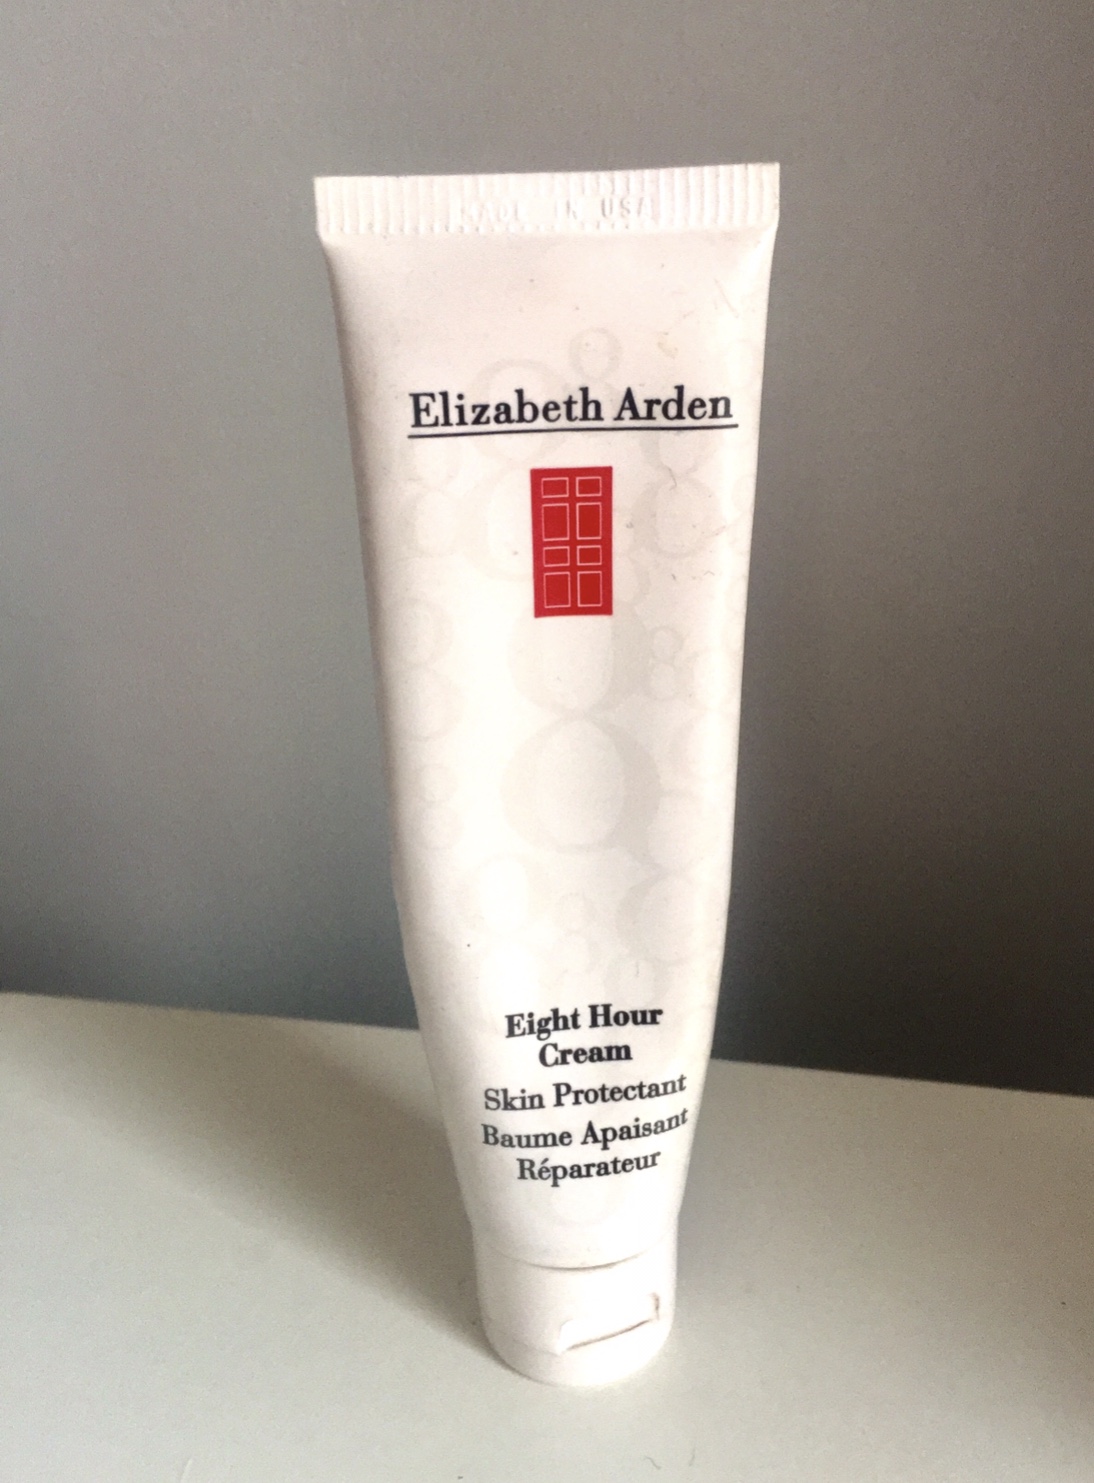 MADE IN USA
Elizabeth Arden
Eight Hour
Cream
Skin Protectant
Baume Apaisant
Réparateur